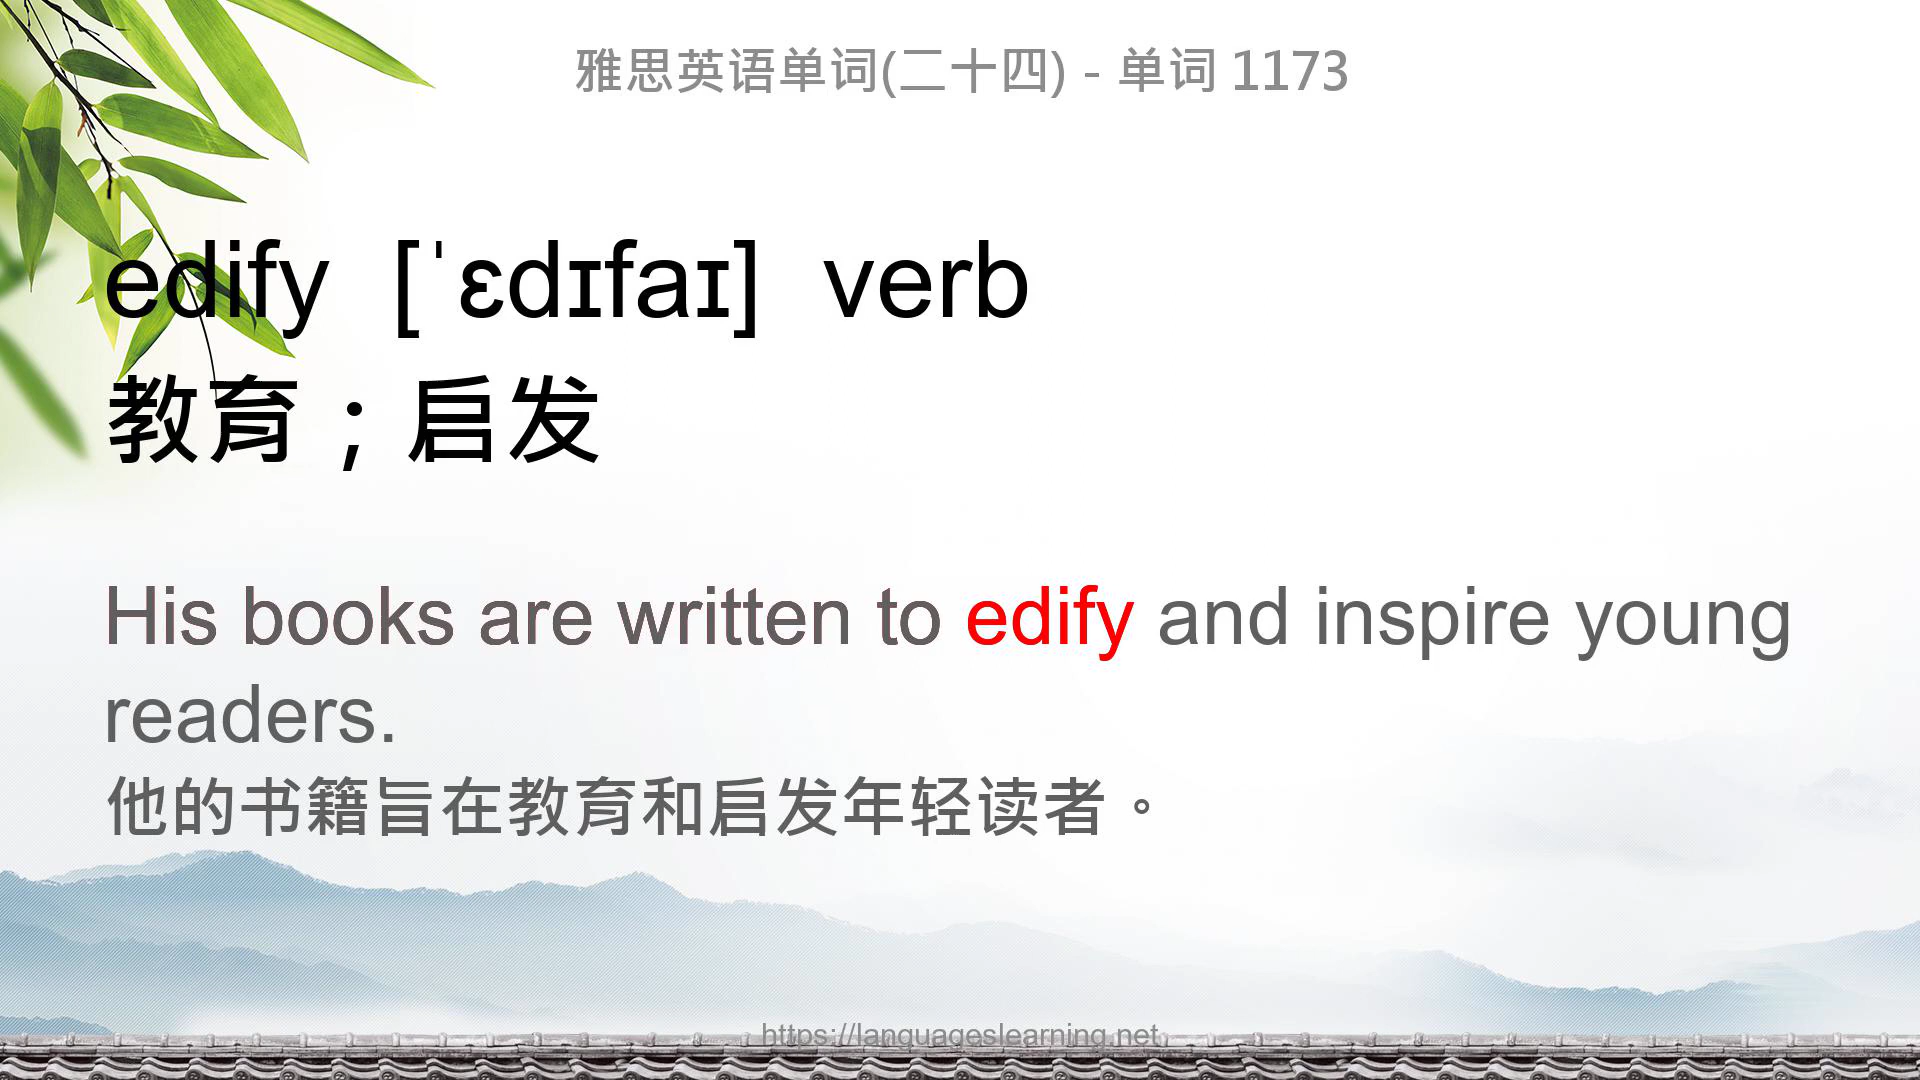 雅思英语单词(二十四) - 单词 1173
edify [ˈɛdɪfaɪ] verb
教育；启发
His books are written to edify and inspire young
readers.
他的书籍旨在教育和启发年轻读者。
https://languageslearning.net